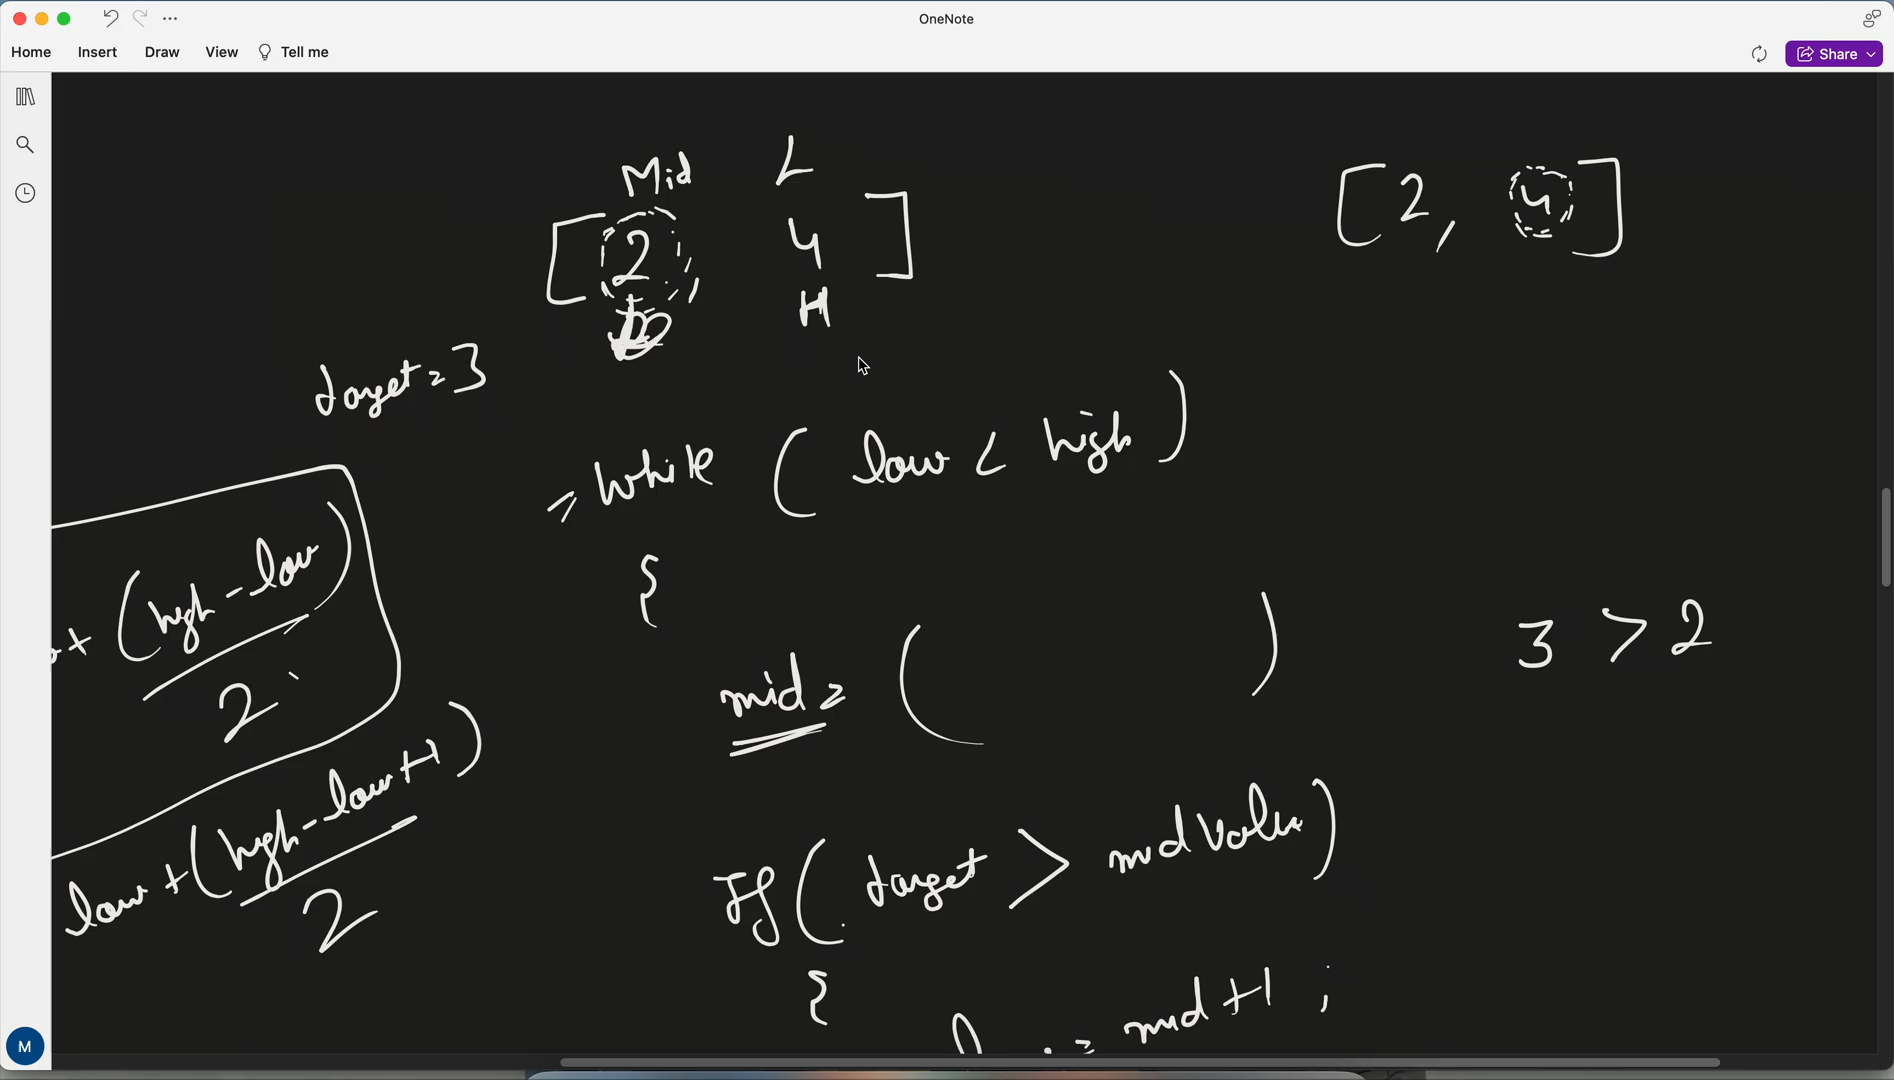 OneNote
Home Insert Draw View Tell me
Share
Mid L
[ 2 4 ]
H
[ 2, 4 ]
target = 3
while ( low < high )
{
+ (high - low)
2
mid = ( )
3 > 2
low + (high - low + 1)
2
If ( target > midValue )
{
= mid + 1 ;
M